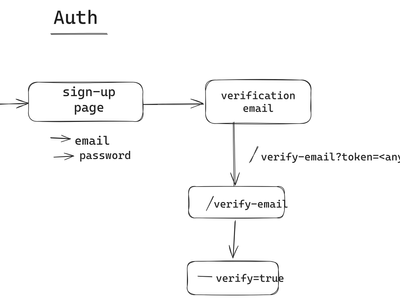 Auth
sign-up
page
verification
email
email
password
/verify-email?token=<any
/verify-email
— verify=true